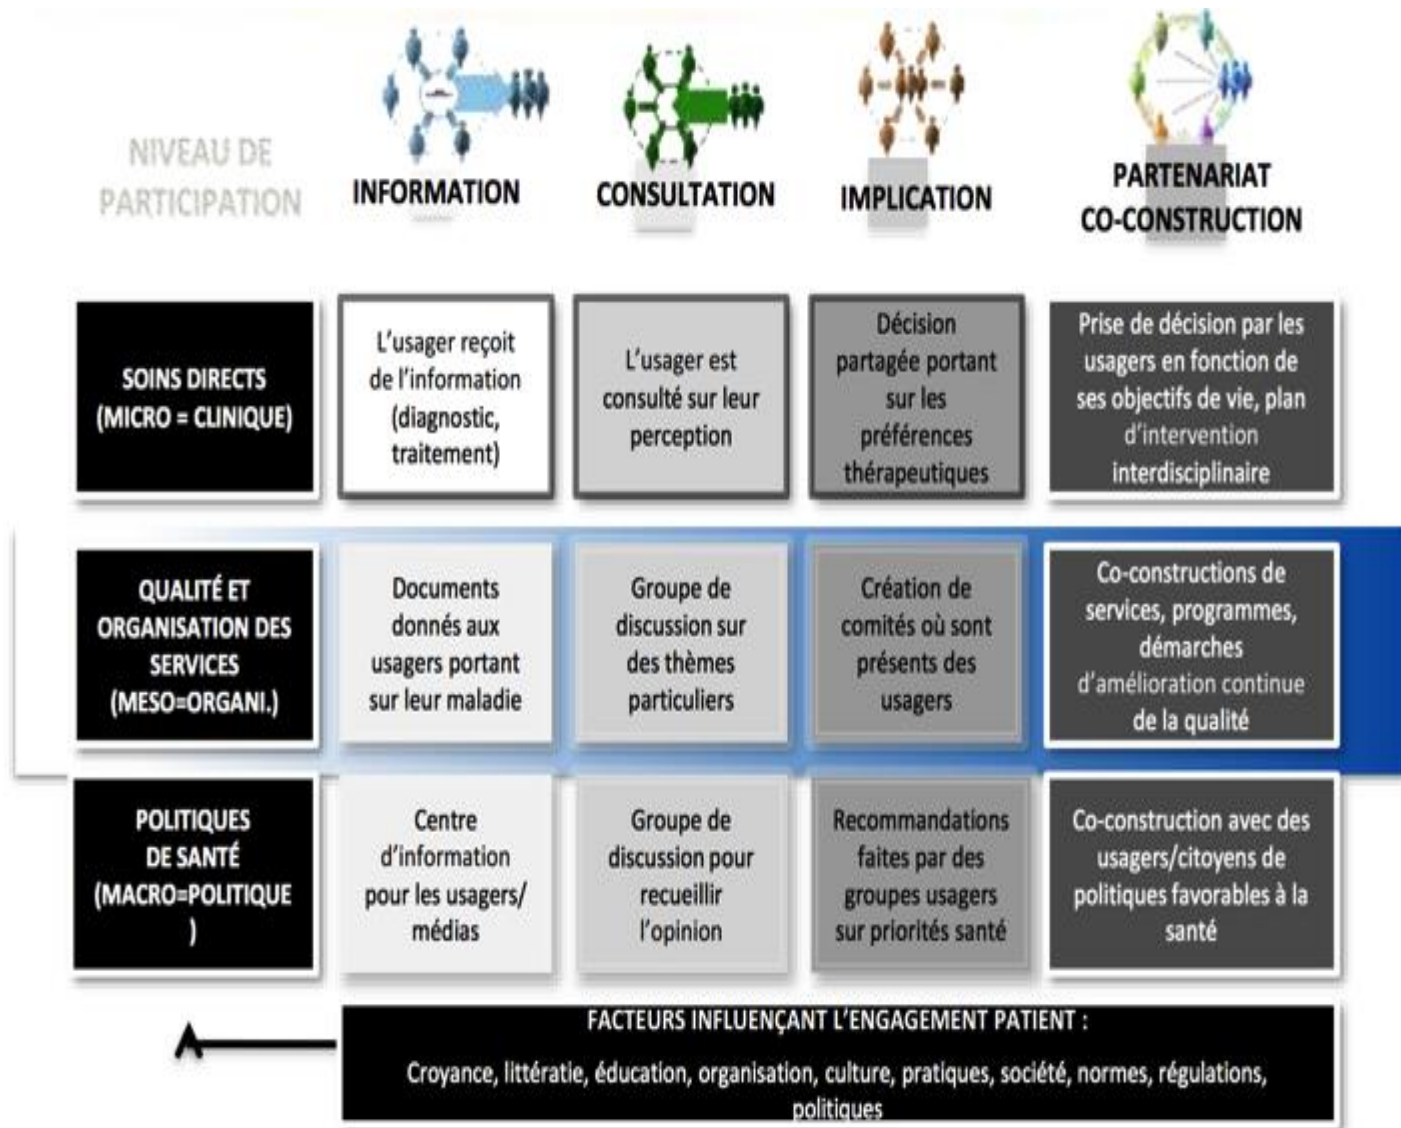 NIVEAU DE
PARTICIPATION
INFORMATION
CONSULTATION
IMPLICATION
PARTENARIAT
CO-CONSTRUCTION
SOINS DIRECTS
(MICRO = CLINIQUE)
L'usager reçoit
de l'information
(diagnostic,
traitement)
L'usager est
consulté sur leur
perception
Décision
partagée portant
sur les
préférences
thérapeutiques
Prise de décision par les
usagers en fonction de
ses objectifs de vie, plan
d'intervention
interdisciplinaire
QUALITÉ ET
ORGANISATION DES
SERVICES
(MESO=ORGANI.)
Documents
donnés aux
usagers portant
sur leur maladie
Groupe de
discussion sur
des thèmes
particuliers
Création de
comités où sont
présents des
usagers
Co-constructions de
services, programmes,
démarches
d'amélioration continue
de la qualité
POLITIQUES
DE SANTÉ
(MACRO=POLITIQUE
)
Centre
d'information
pour les usagers/
médias
Groupe de
discussion pour
recueillir
l'opinion
Recommandations
faites par des
groupes usagers
sur priorités santé
Co-construction avec des
usagers/citoyens de
politiques favorables à la
santé
FACTEURS INFLUENÇANT L'ENGAGEMENT PATIENT :
Croyance, littératie, éducation, organisation, culture, pratiques, société, normes, régulations,
politiques